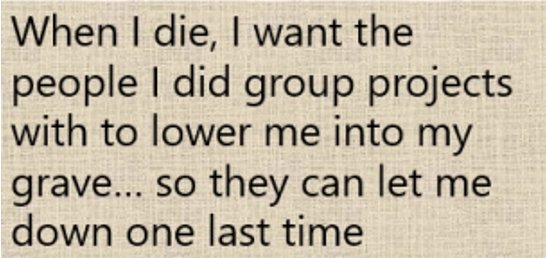 When I die, I want the
people I did group projects
with to lower me into my
grave... so they can let me
down one last time